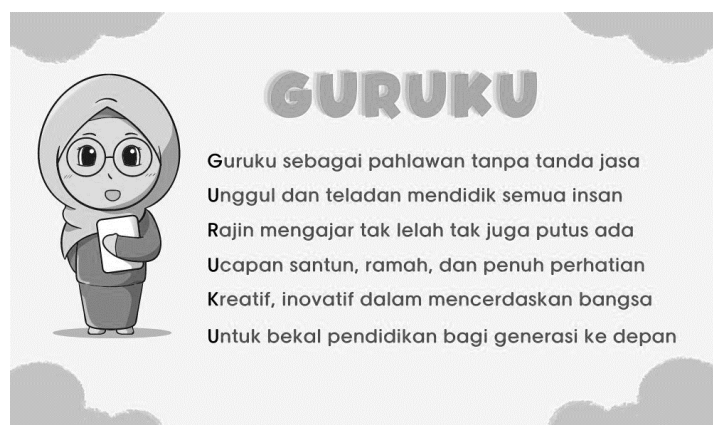 GURUKU
Guruku sebagai pahlawan tanpa tanda jasa
Unggul dan teladan mendidik semua insan
Rajin mengajar tak lelah tak juga putus ada
Ucapan santun, ramah, dan penuh perhatian
Kreatif, inovatif dalam mencerdaskan bangsa
Untuk bekal pendidikan bagi generasi ke depan